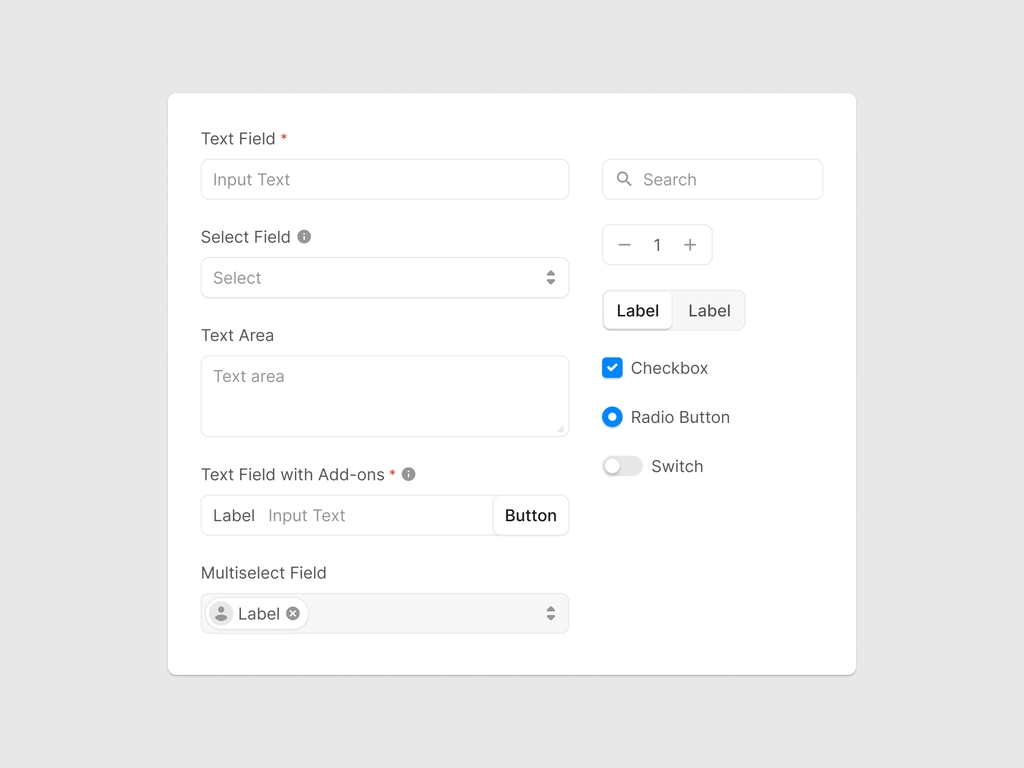 Text Field *
Input Text
Select Field
Select
Text Area
Text area
Text Field with Add-ons *
Label Input Text Button
Multiselect Field
Label
Search
1
Label Label
Checkbox
Radio Button
Switch